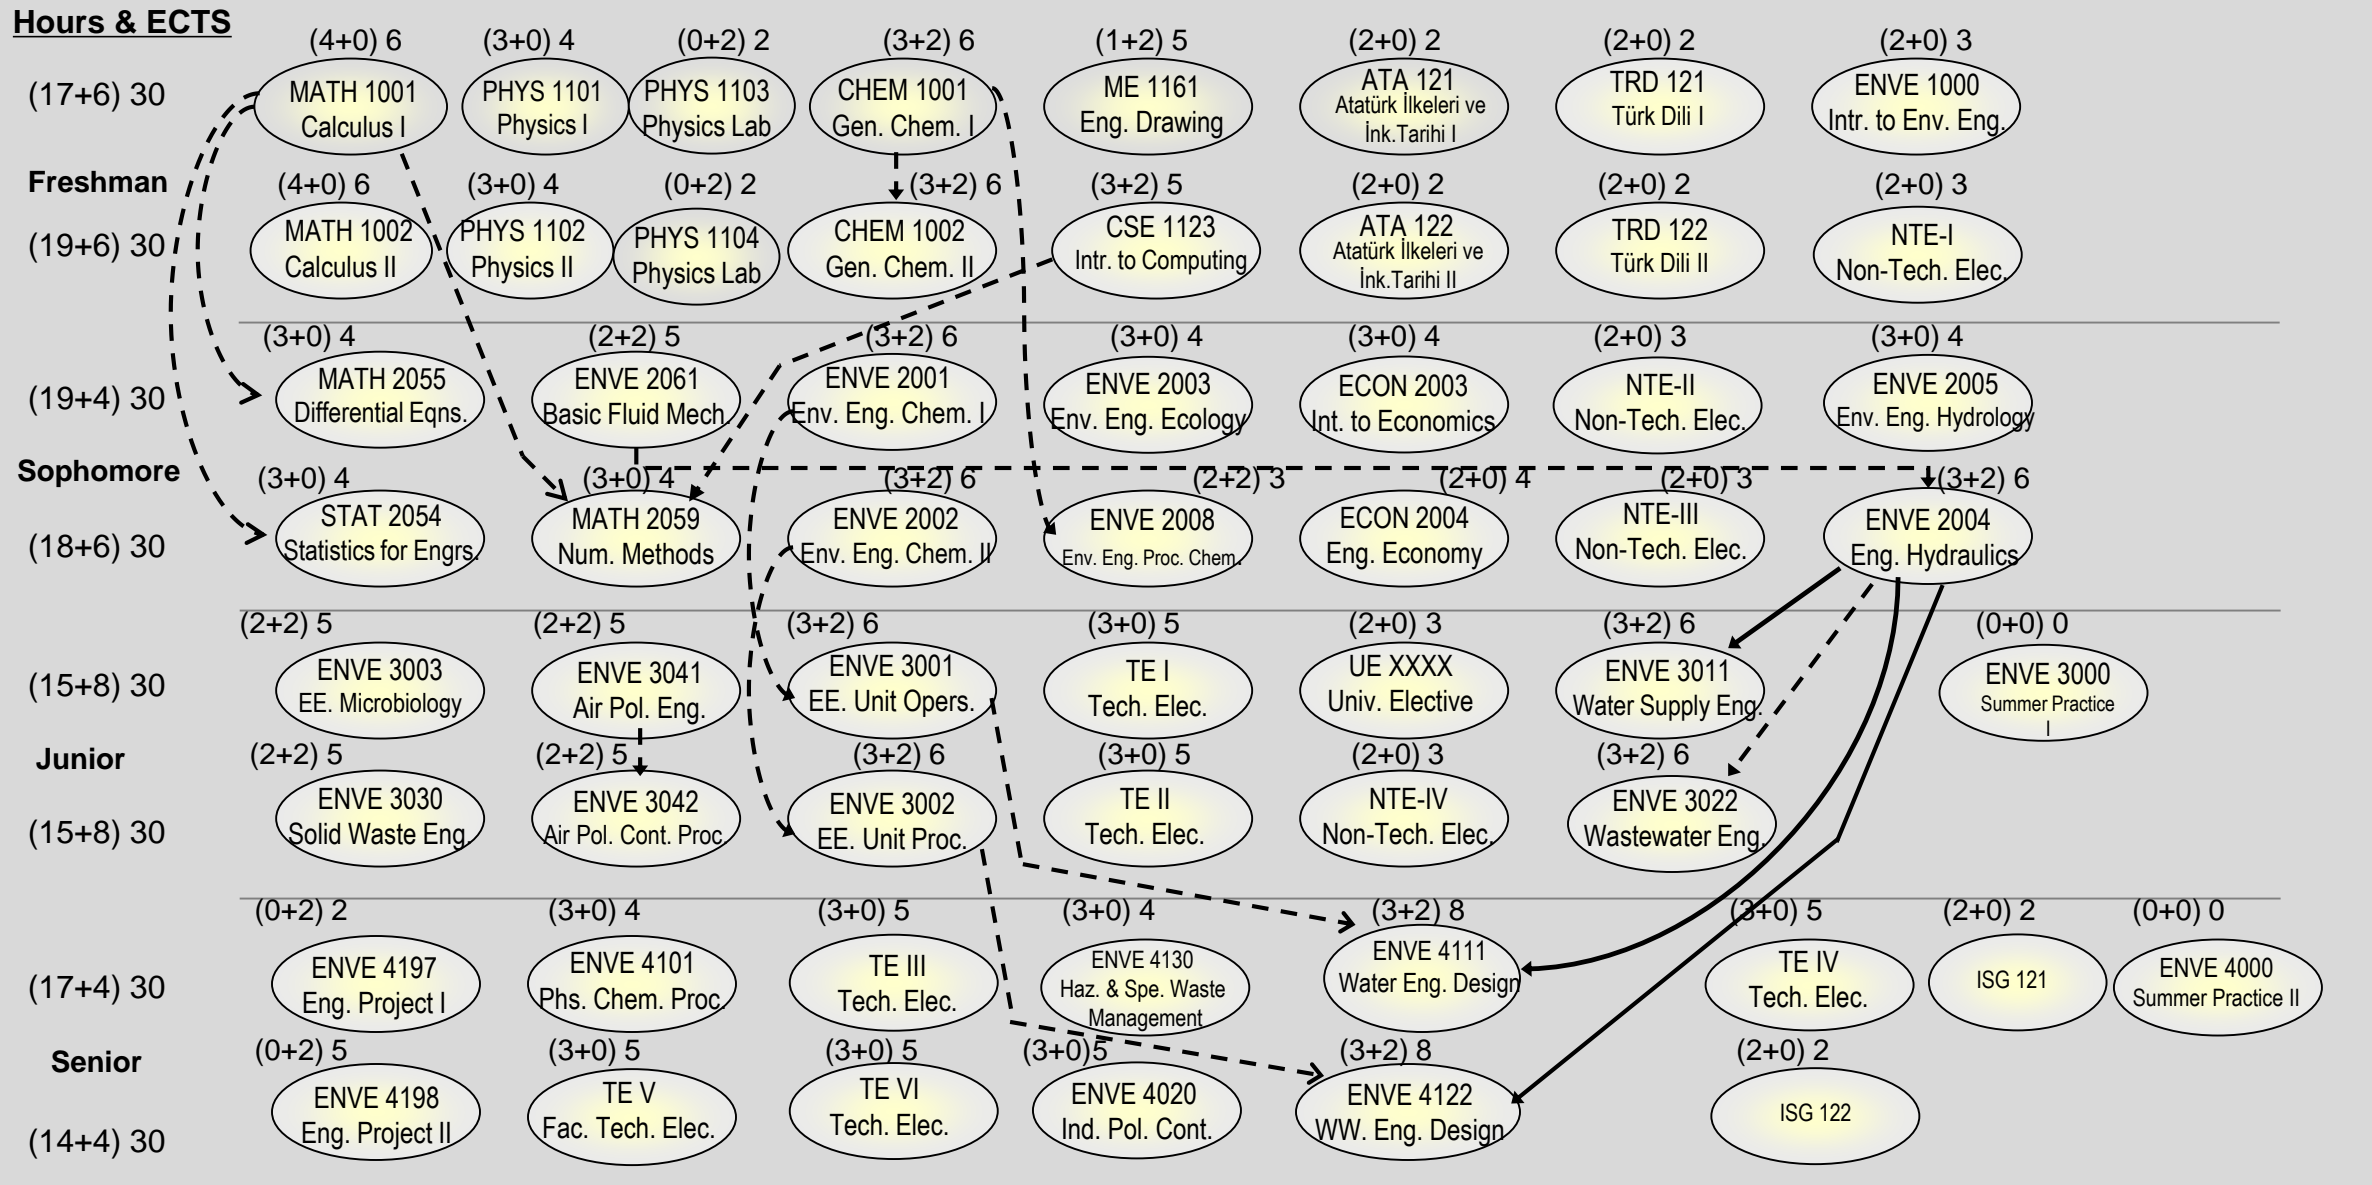 Hours & ECTS
(4+0) 6
(3+0) 4
(0+2) 2
(3+2) 6
(1+2) 5
(2+0) 2
(2+0) 2
(2+0) 3
(17+6) 30
MATH 1001
Calculus I
PHYS 1101
Physics I
PHYS 1103
Physics Lab
CHEM 1001
Gen. Chem. I
ME 1161
Eng. Drawing
ATA 121
Atatürk İlkeleri ve
İnk.Tarihi I
TRD 121
Türk Dili I
ENVE 1000
Intr. to Env. Eng.
Freshman
(4+0) 6
(3+0) 4
(0+2) 2
(3+2) 6
(3+2) 5
(2+0) 2
(2+0) 2
(2+0) 3
(19+6) 30
MATH 1002
Calculus II
PHYS 1102
Physics II
PHYS 1104
Physics Lab
CHEM 1002
Gen. Chem. II
CSE 1123
Intr. to Computing
ATA 122
Atatürk İlkeleri ve
İnk.Tarihi II
TRD 122
Türk Dili II
NTE-I
Non-Tech. Elec.
(3+0) 4
(2+2) 5
(3+2) 6
(3+0) 4
(3+0) 4
(2+0) 3
(3+0) 4
(19+4) 30
MATH 2055
Differential Eqns.
ENVE 2061
Basic Fluid Mech.
ENVE 2001
Env. Eng. Chem. I
ENVE 2003
Env. Eng. Ecology
ECON 2003
Int. to Economics
NTE-II
Non-Tech. Elec.
ENVE 2005
Env. Eng. Hydrology
Sophomore
(3+0) 4
(3+0) 4
(3+2) 6
(2+2) 3
(2+0) 4
(2+0) 3
(3+2) 6
(18+6) 30
STAT 2054
Statistics for Engrs.
MATH 2059
Num. Methods
ENVE 2002
Env. Eng. Chem. II
ENVE 2008
Env. Eng. Proc. Chem.
ECON 2004
Eng. Economy
NTE-III
Non-Tech. Elec.
ENVE 2004
Eng. Hydraulics
(2+2) 5
(2+2) 5
(3+2) 6
(3+0) 5
(2+0) 3
(3+2) 6
(0+0) 0
(15+8) 30
ENVE 3003
EE. Microbiology
ENVE 3041
Air Pol. Eng.
ENVE 3001
EE. Unit Opers.
TE I
Tech. Elec.
UE XXXX
Univ. Elective
ENVE 3011
Water Supply Eng.
ENVE 3000
Summer Practice
I
Junior
(2+2) 5
(2+2) 5
(3+2) 6
(3+0) 5
(2+0) 3
(3+2) 6
(15+8) 30
ENVE 3030
Solid Waste Eng.
ENVE 3042
Air Pol. Cont. Proc.
ENVE 3002
EE. Unit Proc.
TE II
Tech. Elec.
NTE-IV
Non-Tech. Elec.
ENVE 3022
Wastewater Eng.
(0+2) 2
(3+0) 4
(3+0) 5
(3+0) 4
(3+2) 8
(3+0) 5
(2+0) 2
(0+0) 0
(17+4) 30
ENVE 4197
Eng. Project I
ENVE 4101
Phs. Chem. Proc.
TE III
Tech. Elec.
ENVE 4130
Haz. & Spe. Waste
Management
ENVE 4111
Water Eng. Design
TE IV
Tech. Elec.
ISG 121
ENVE 4000
Summer Practice II
Senior
(0+2) 5
(3+0) 5
(3+0) 5
(3+0)5
(3+2) 8
(2+0) 2
(14+4) 30
ENVE 4198
Eng. Project II
TE V
Fac. Tech. Elec.
TE VI
Tech. Elec.
ENVE 4020
Ind. Pol. Cont.
ENVE 4122
WW. Eng. Design
ISG 122